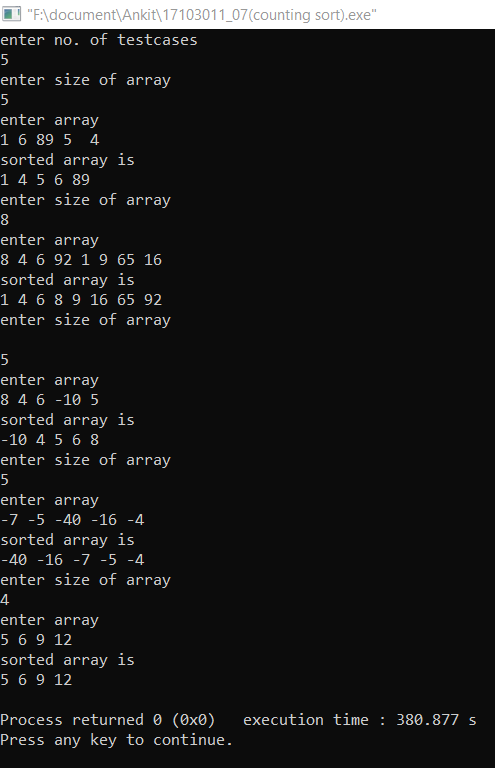 "F:\document\Ankit\17103011_07(counting sort).exe"
enter no. of testcases
5
enter size of array
5
enter array
1 6 89 5  4
sorted array is
1 4 5 6 89
enter size of array
8
enter array
8 4 6 92 1 9 65 16
sorted array is
1 4 6 8 9 16 65 92
enter size of array

5
enter array
8 4 6 -10 5
sorted array is
-10 4 5 6 8
enter size of array
5
enter array
-7 -5 -40 -16 -4
sorted array is
-40 -16 -7 -5 -4
enter size of array
4
enter array
5 6 9 12
sorted array is
5 6 9 12

Process returned 0 (0x0)   execution time : 380.877 s
Press any key to continue.